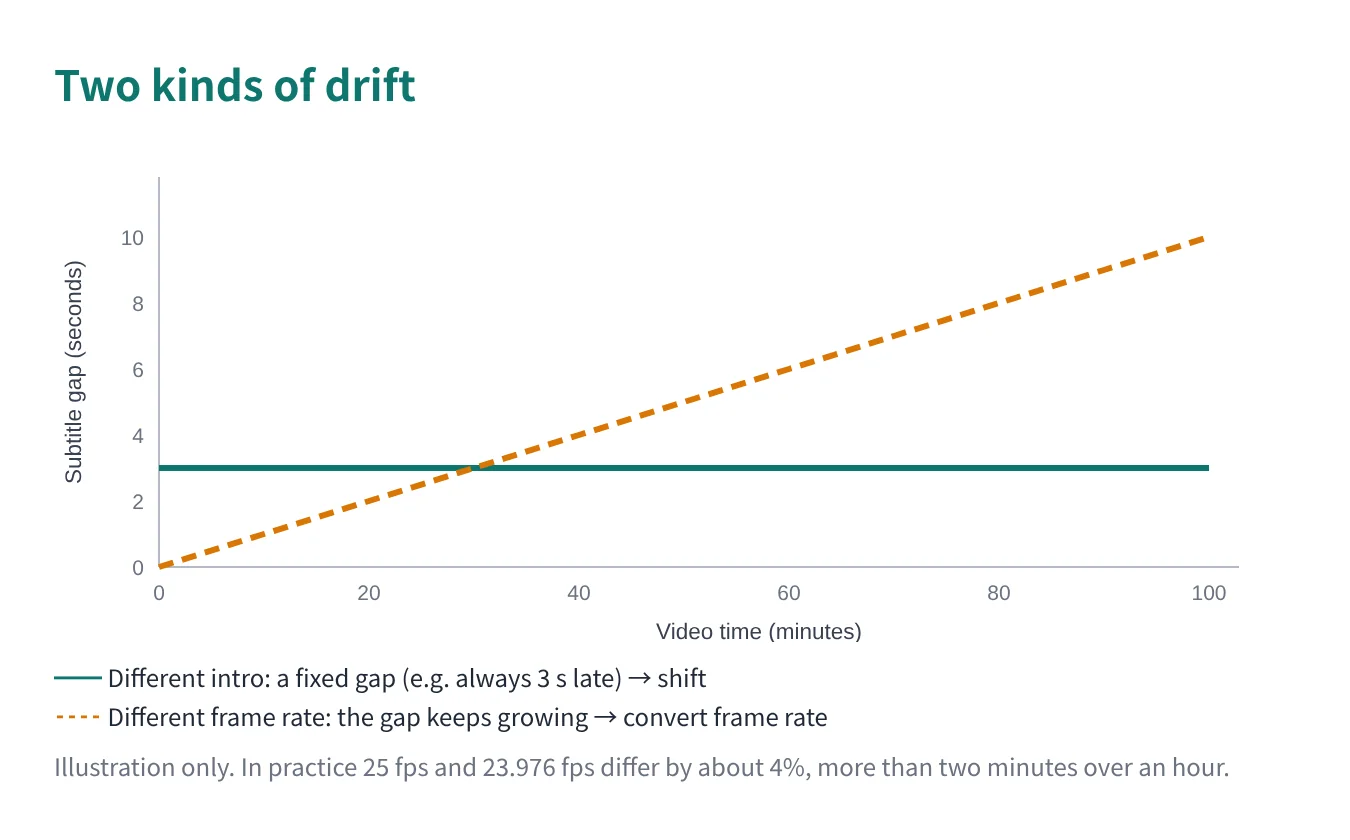 Two kinds of drift
Subtitle gap (seconds)
10
8
6
4
2
0
0 20 40 60 80 100
Video time (minutes)
Different intro: a fixed gap (e.g. always 3 s late) → shift
Different frame rate: the gap keeps growing → convert frame rate
Illustration only. In practice 25 fps and 23.976 fps differ by about 4%, more than two minutes over an hour.